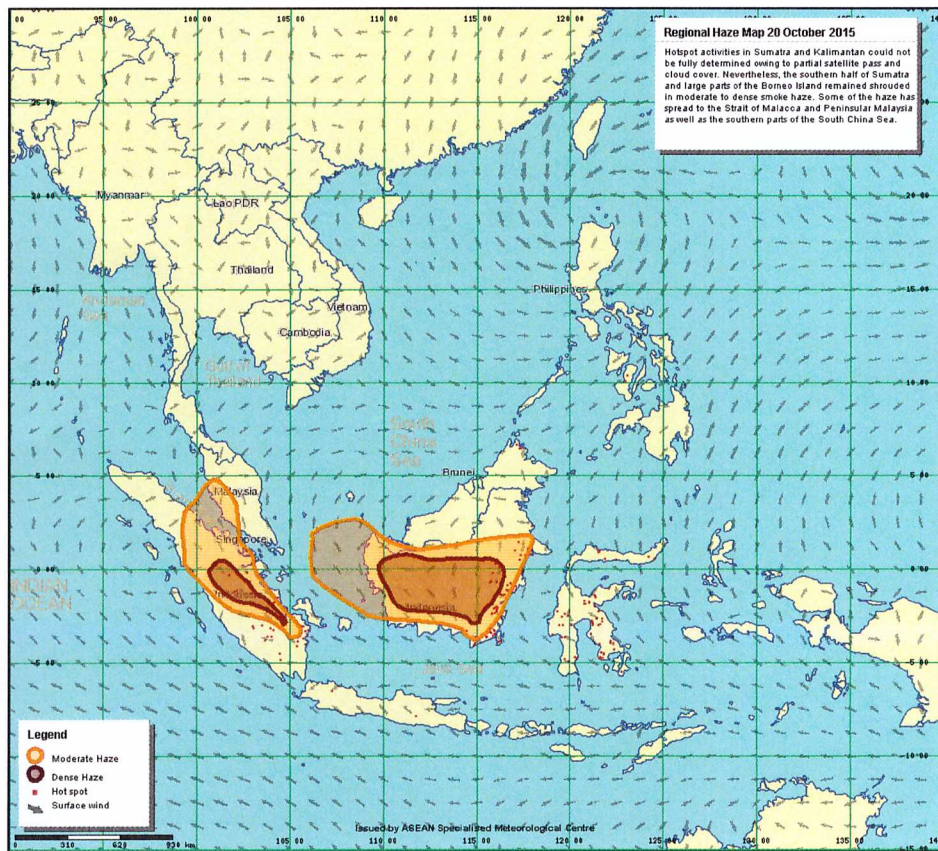 100 00
105 00
110 00
115 00
120 00
Regional Haze Map 20 October 2015
Hotspot activities in Sumatra and Kalimantan could not
be fully determined owing to partial satellite pass and
cloud cover. Nevertheless, the southern half of Sumatra
and large parts of the Borneo Island remained shrouded
in moderate to dense smoke haze. Some of the haze has
spread to the Strait of Malacca and Peninsular Malaysia
as well as the southern parts of the South China Sea.
Myanmar
Lao PDR
Thailand
Philippines
Andaman
Sea
Vietnam
Cambodia
Gulf of
Thailand
South
China
Sea
Brunei
Malaysia
Singapore
INDIAN
OCEAN
Indonesia
Legend
Moderate Haze
Dense Haze
Hot spot
Surface wind
0 310 620 930 km
Issued by ASEAN Specialised Meteorological Centre
105 00
110 00
115 00
120 00
125 00
130 00
135 00